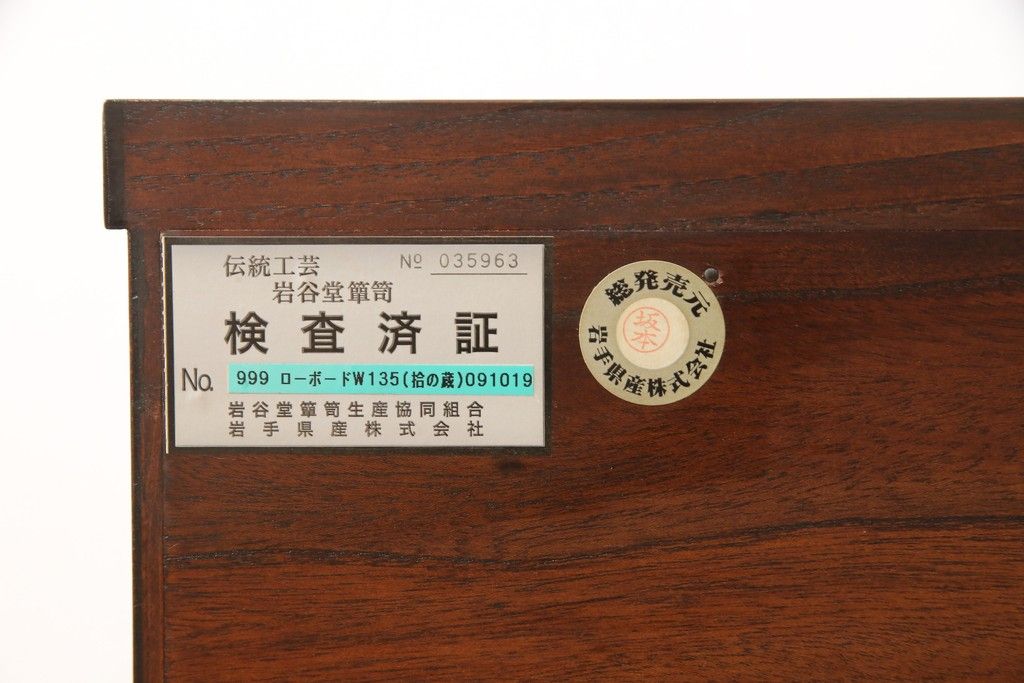 伝統工芸 № 035963
岩谷堂簞笥
検査済証
No. 999 ローボードW135(拾の蔵)091019
岩谷堂簞笥生産協同組合
岩手県産株式会社
総発売元
坂本
岩手県産株式会社